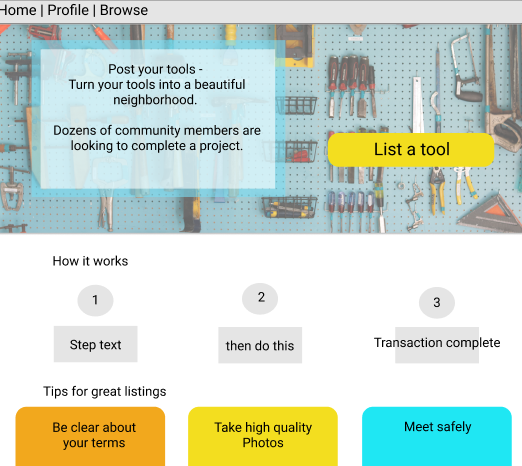 Home | Profile | Browse
Post your tools -
Turn your tools into a beautiful
neighborhood.
Dozens of community members are
looking to complete a project.
List a tool
How it works
1
2
3
Step text
then do this
Transaction complete
Tips for great listings
Be clear about
your terms
Take high quality
Photos
Meet safely